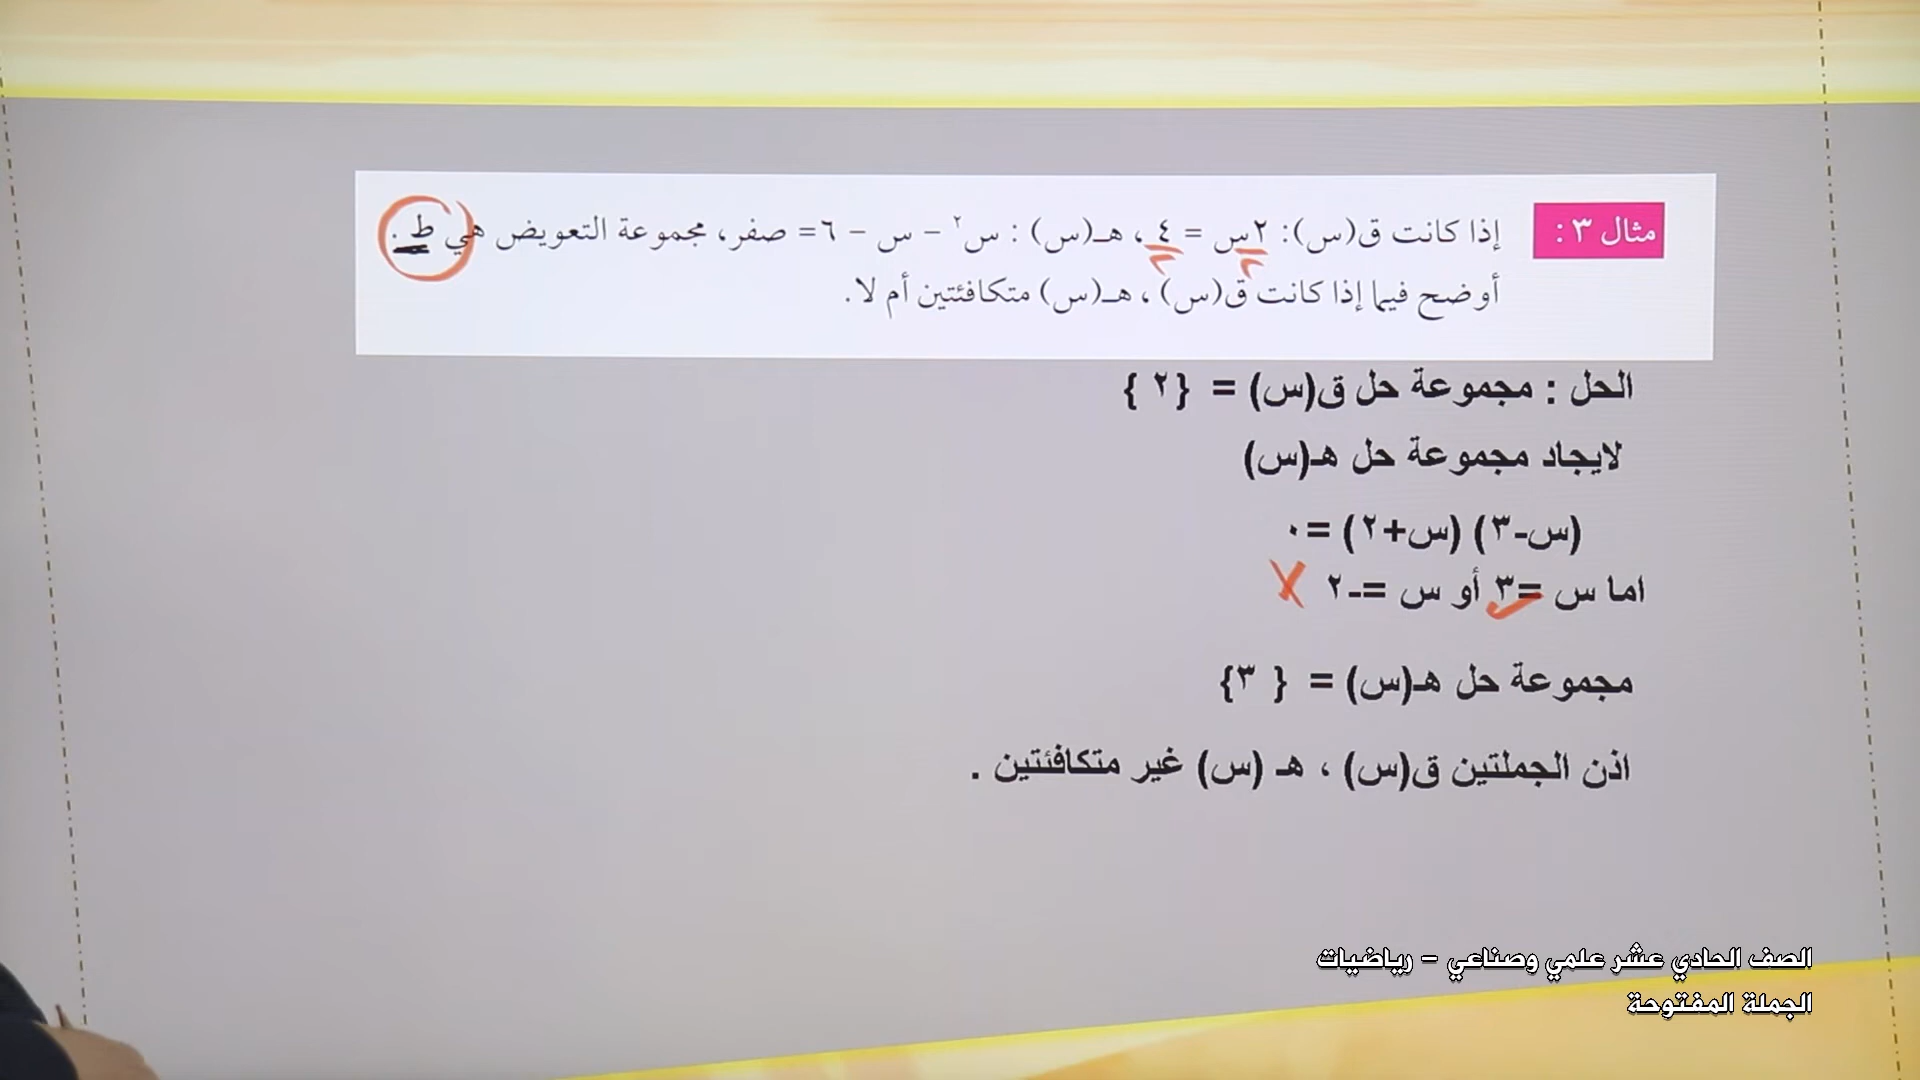 مثال ٣ : إذا كانت ق(س): ٢س = ٤ ، هـ(س) : س٢ – س – ٦ = صفر، مجموعة التعويض هي ط .
٢ ٢
أوضح فيما إذا كانت ق(س) ، هـ(س) متكافئتين أم لا.
الحل : مجموعة حل ق(س) = {٢ }
لايجاد مجموعة حل هـ(س)
(س-٣) (س+٢) =٠
اما س =٣ أو س =-٢
مجموعة حل هـ(س) = { ٣}
اذن الجملتين ق(س) ، هـ (س) غير متكافئتين .
الصف الحادي عشر علمي وصناعي - رياضيات
الجملة المفتوحة